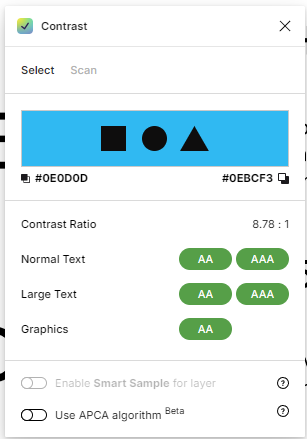 Contrast
Select Scan
#0E0D0D #0EBCF3
Contrast Ratio 8.78 : 1
Normal Text AA AAA
Large Text AA AAA
Graphics AA
Enable Smart Sample for layer
Use APCA algorithm Beta